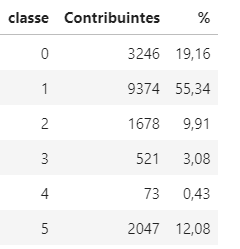 classe Contribuintes %
0 3246 19,16
1 9374 55,34
2 1678 9,91
3 521 3,08
4 73 0,43
5 2047 12,08